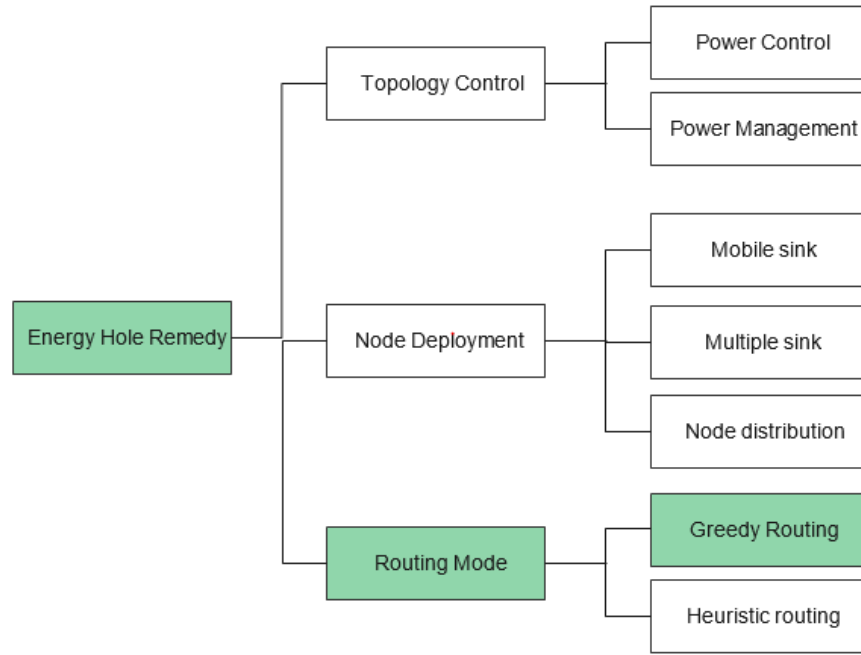 Power Control
Topology Control
Power Management
Mobile sink
Energy Hole Remedy
Node Deployment
Multiple sink
Node distribution
Greedy Routing
Routing Mode
Heuristic routing